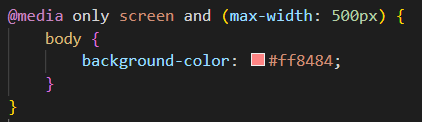 @media only screen and (max-width: 500px) {
    body {
        background-color: #ff8484;
    }
}